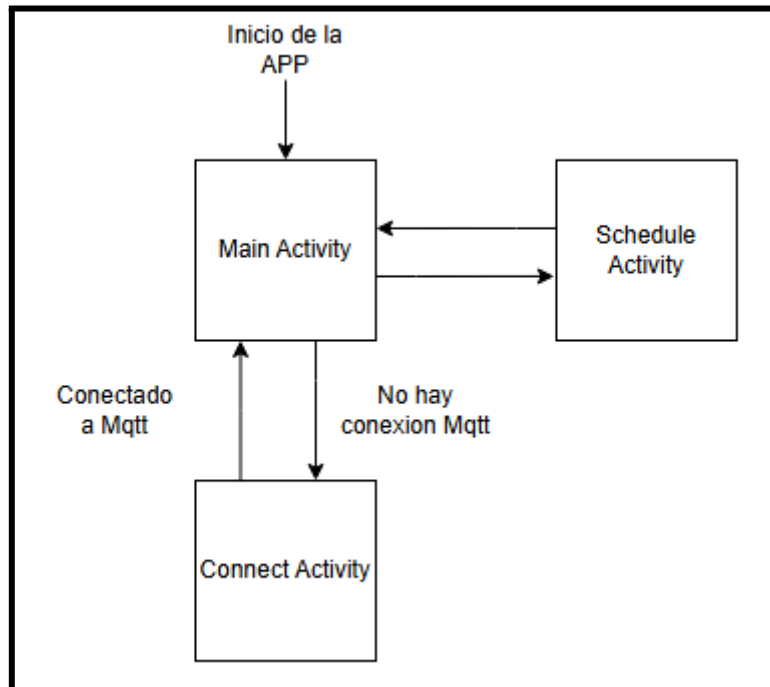 Inicio de la
APP
Main Activity
Schedule
Activity
Conectado
a Mqtt
No hay
conexion Mqtt
Connect Activity